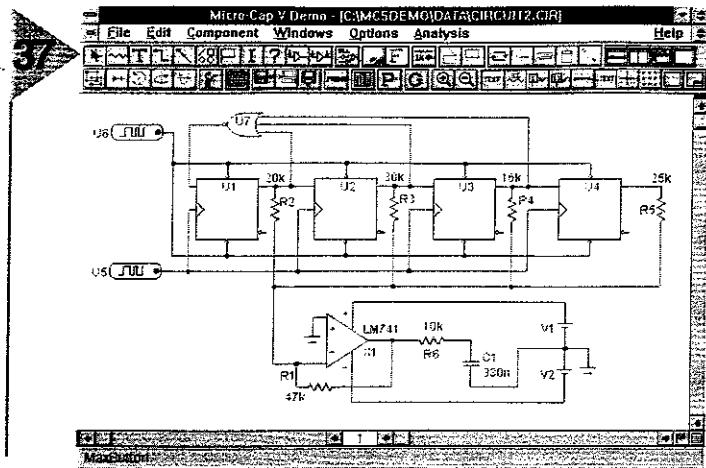 37
Micro-Cap V Demo - [C:\MC5DEMO\DATA\CIRCUIT2.CIR]
File Edit Component Windows Options Analysis Help
U7
U6
U1 20k U2 30k U3 15k U4 25k
R2 R3 R4 R5
U5
LM741 10k V1
X1 R6 C1
330n
R1 V2
47k
1
MaxButton